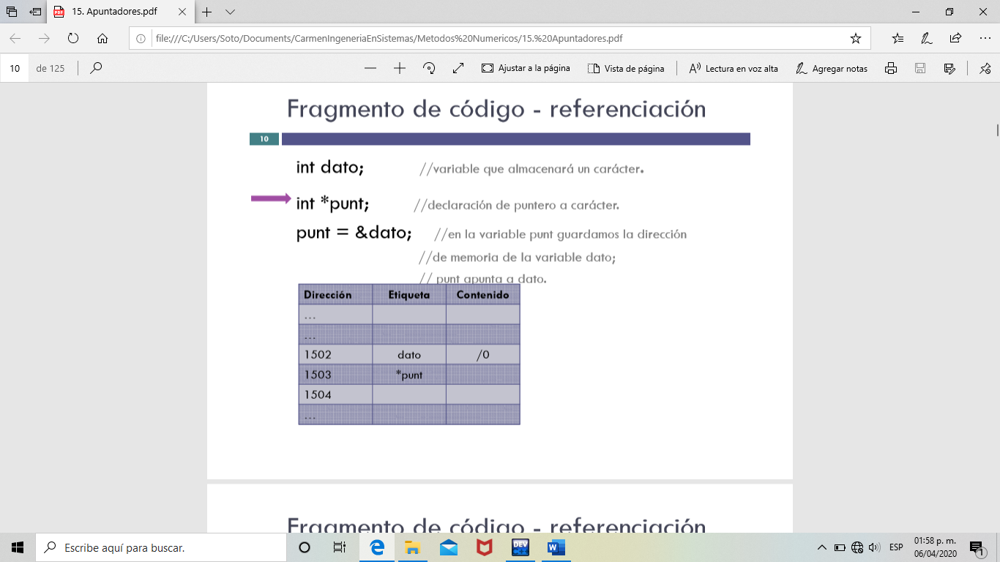 15. Apuntadores.pdf
file:///C:/Users/Soto/Documents/CarmenIngeneriaEnSistemas/Metodos%20Numericos/15.%20Apuntadores.pdf
10 de 125
Ajustar a la página
Vista de página
Lectura en voz alta
Agregar notas
Fragmento de código - referenciación
10
int dato; //variable que almacenará un carácter.
int *punt; //declaración de puntero a carácter.
punt = &dato; //en la variable punt guardamos la dirección
//de memoria de la variable dato;
// punt apunta a dato.
Dirección Etiqueta Contenido
...
...
1502 dato /0
1503 *punt
1504
...
Fragmento de código - referenciación
Escribe aquí para buscar.
DEV
ESP
01:58 p. m.
06/04/2020
1